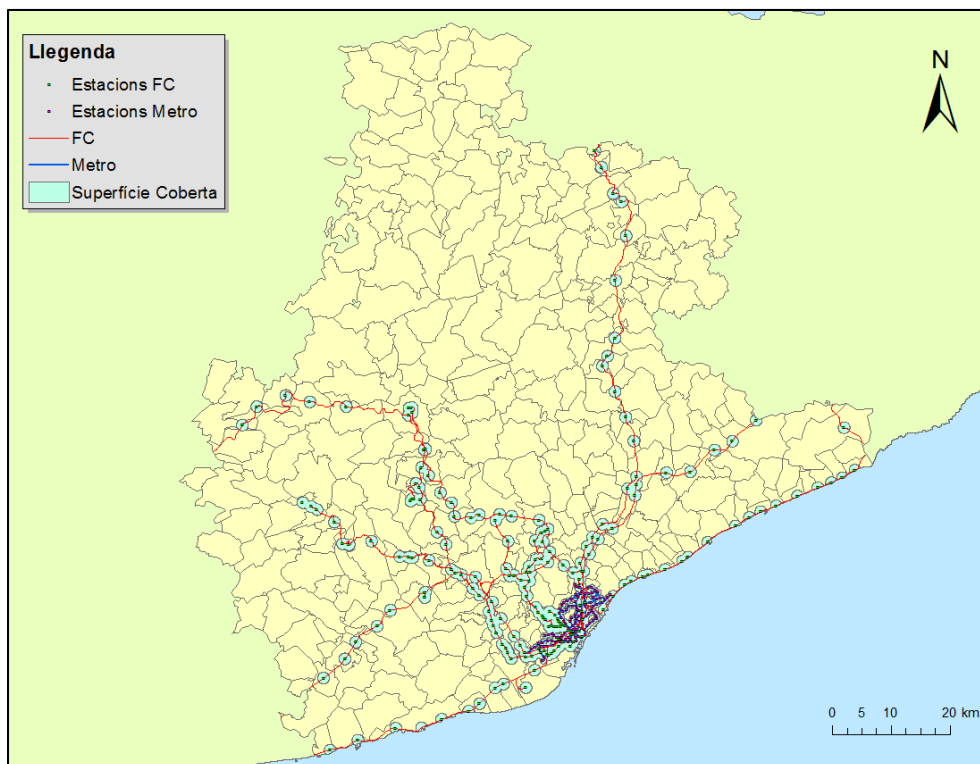 Llegenda
Estacions FC
Estacions Metro
FC
Metro
Superfície Coberta
N
0 5 10 20 km